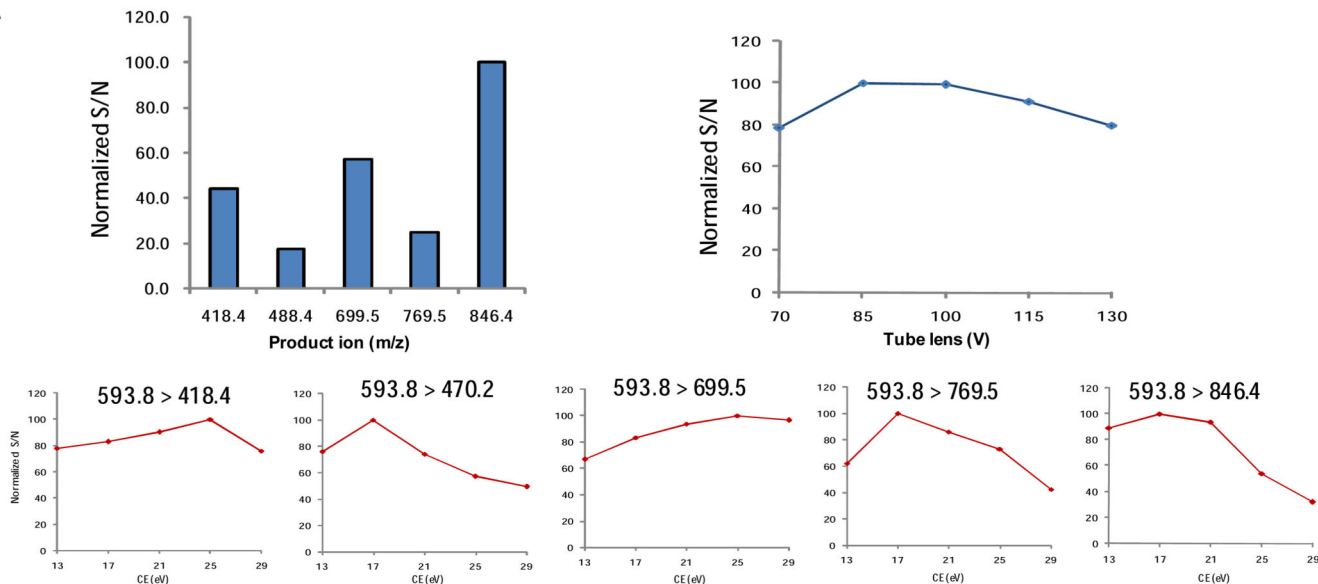 120.0
100.0
80.0
60.0
40.0
20.0
0.0
Normalized S/N
418.4 488.4 699.5 769.5 846.4
Product ion (m/z)
120
100
80
60
40
20
0
Normalized S/N
70 85 100 115 130
Tube lens (V)
593.8 > 418.4
120
100
80
60
40
20
0
Normalized S/N
13 17 21 25 29
CE(eV)
593.8 > 470.2
120
100
80
60
40
20
0
13 17 21 25 29
CE(eV)
593.8 > 699.5
120
100
80
60
40
20
0
13 17 21 25 29
CE(eV)
593.8 > 769.5
120
100
80
60
40
20
0
13 17 21 25 29
CE(eV)
593.8 > 846.4
120
100
80
60
40
20
0
13 17 21 25 29
CE(eV)